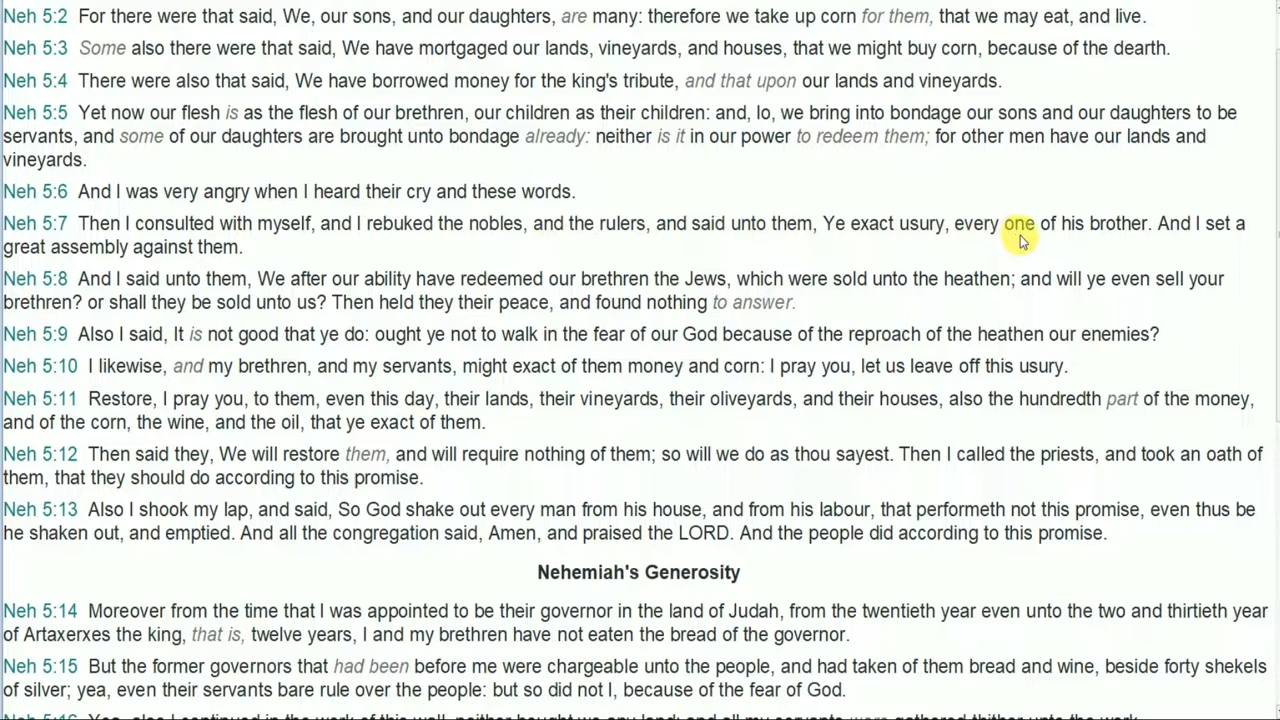 Neh 5:2 For there were that said, We, our sons, and our daughters, are many: therefore we take up corn for them, that we may eat, and live.
Neh 5:3 Some also there were that said, We have mortgaged our lands, vineyards, and houses, that we might buy corn, because of the dearth.
Neh 5:4 There were also that said, We have borrowed money for the king's tribute, and that upon our lands and vineyards.
Neh 5:5 Yet now our flesh is as the flesh of our brethren, our children as their children: and, lo, we bring into bondage our sons and our daughters to be
servants, and some of our daughters are brought unto bondage already: neither is it in our power to redeem them; for other men have our lands and
vineyards.
Neh 5:6 And I was very angry when I heard their cry and these words.
Neh 5:7 Then I consulted with myself, and I rebuked the nobles, and the rulers, and said unto them, Ye exact usury, every one of his brother. And I set a
great assembly against them.
Neh 5:8 And I said unto them, We after our ability have redeemed our brethren the Jews, which were sold unto the heathen; and will ye even sell your
brethren? or shall they be sold unto us? Then held they their peace, and found nothing to answer.
Neh 5:9 Also I said, It is not good that ye do: ought ye not to walk in the fear of our God because of the reproach of the heathen our enemies?
Neh 5:10 I likewise, and my brethren, and my servants, might exact of them money and corn: I pray you, let us leave off this usury.
Neh 5:11 Restore, I pray you, to them, even this day, their lands, their vineyards, their oliveyards, and their houses, also the hundredth part of the money,
and of the corn, the wine, and the oil, that ye exact of them.
Neh 5:12 Then said they, We will restore them, and will require nothing of them; so will we do as thou sayest. Then I called the priests, and took an oath of
them, that they should do according to this promise.
Neh 5:13 Also I shook my lap, and said, So God shake out every man from his house, and from his labour, that performeth not this promise, even thus be
he shaken out, and emptied. And all the congregation said, Amen, and praised the LORD. And the people did according to this promise.
Nehemiah's Generosity
Neh 5:14 Moreover from the time that I was appointed to be their governor in the land of Judah, from the twentieth year even unto the two and thirtieth year
of Artaxerxes the king, that is, twelve years, I and my brethren have not eaten the bread of the governor.
Neh 5:15 But the former governors that had been before me were chargeable unto the people, and had taken of them bread and wine, beside forty shekels
of silver; yea, even their servants bare rule over the people: but so did not I, because of the fear of God.
Neh 5:16 Yea, also I continued in the work of this wall, neither bought we any land: and all my servants were gathered thither unto the work.